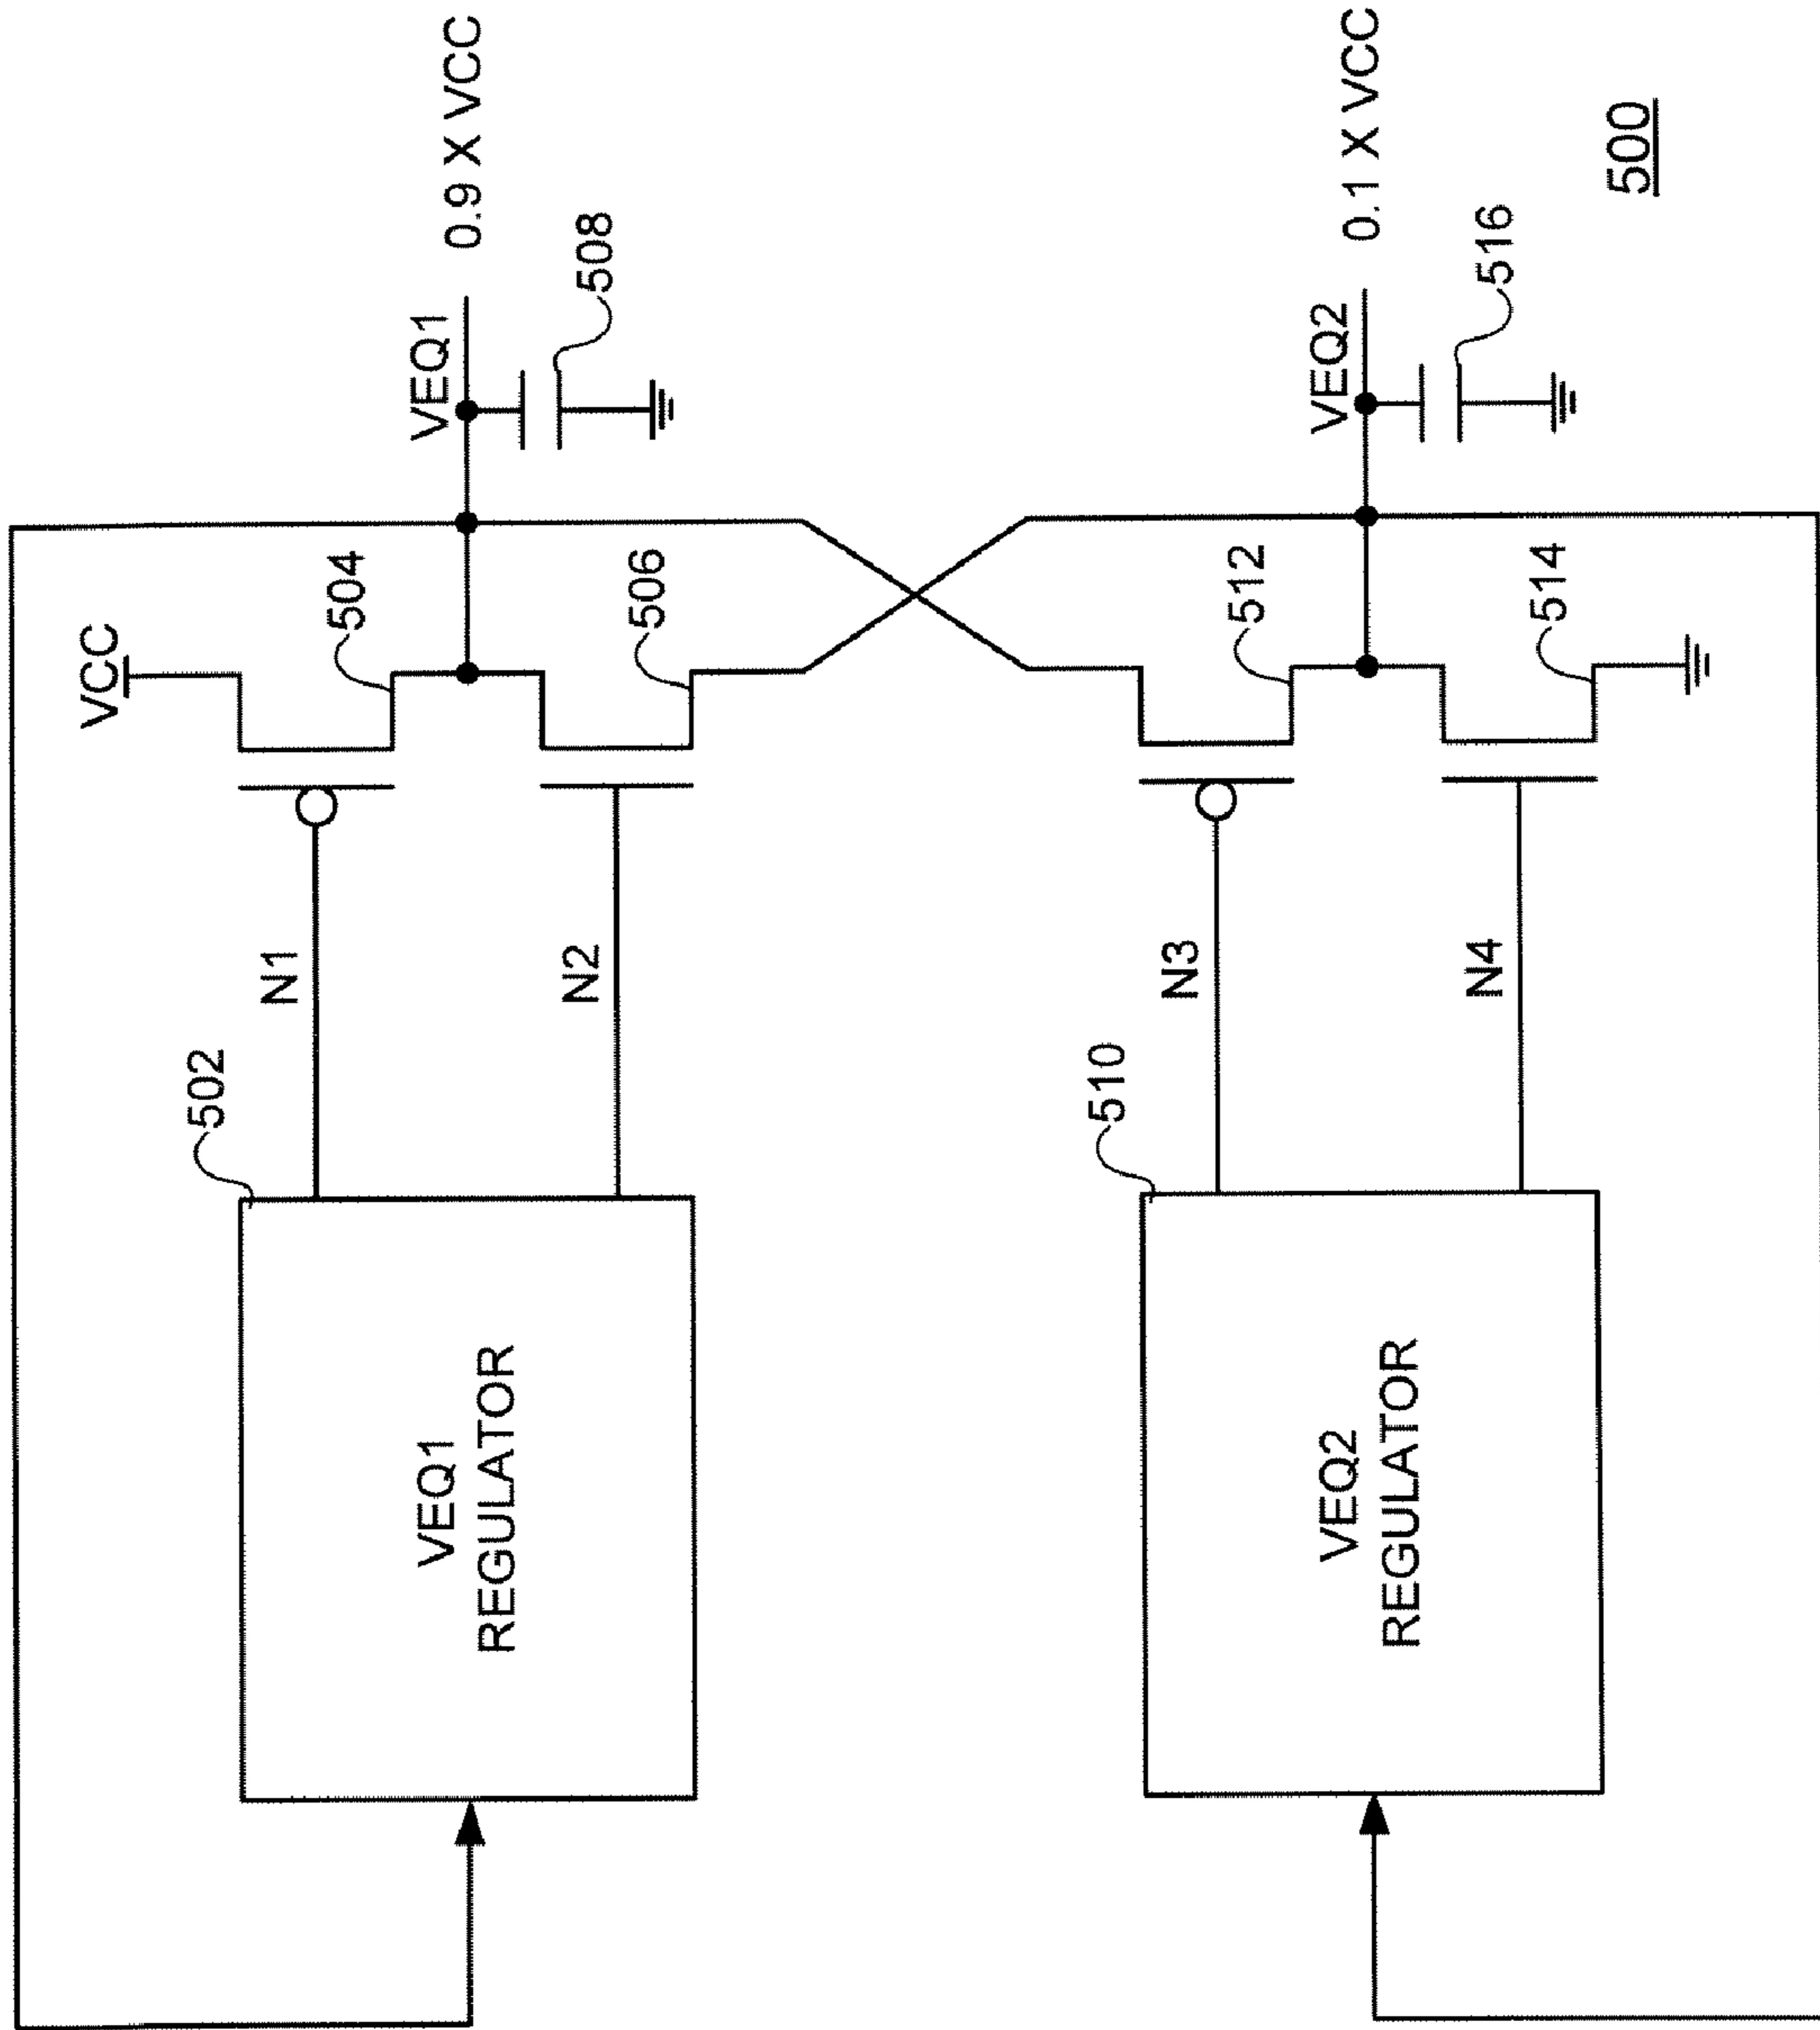 VCC
504
506
N1
N2
502
VEQ1
REGULATOR
VEQ1
0.9 X VCC
508
512
514
N3
N4
510
VEQ2
REGULATOR
VEQ2
0.1 X VCC
516
500